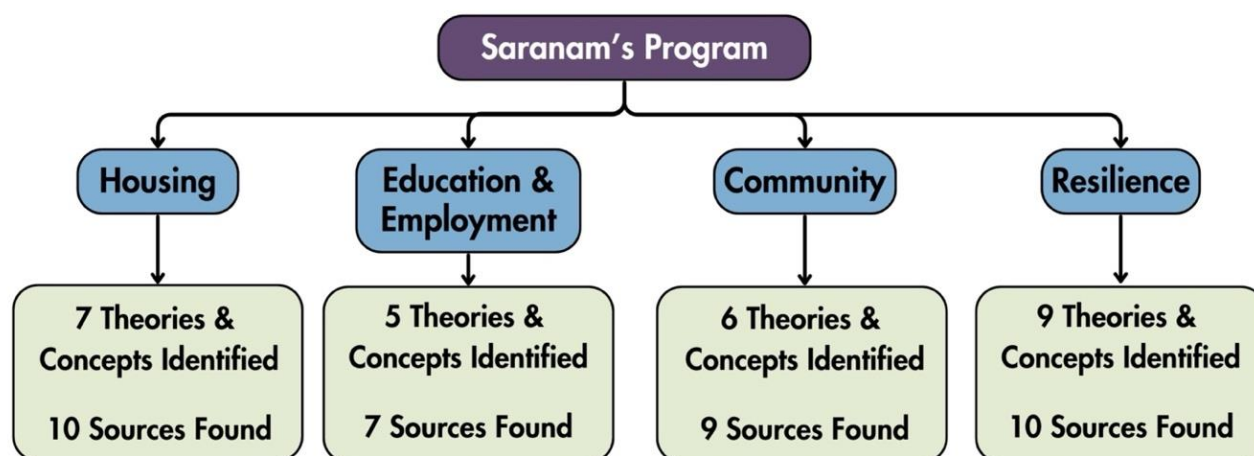 Saranam’s Program
Housing
Education &
Employment
Community
Resilience
7 Theories &
Concepts Identified
10 Sources Found
5 Theories &
Concepts Identified
7 Sources Found
6 Theories &
Concepts Identified
9 Sources Found
9 Theories &
Concepts Identified
10 Sources Found